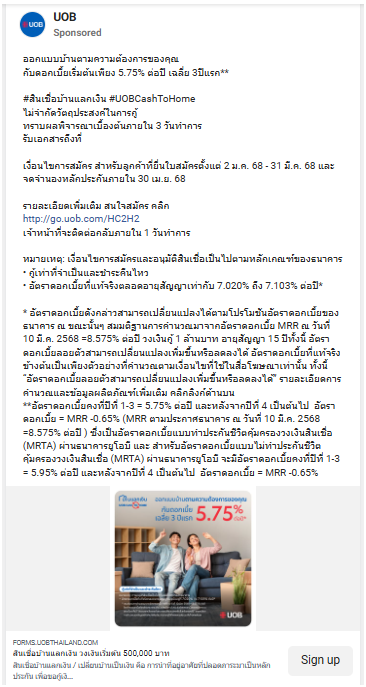 UOB
UOB
Sponsored
ออกแบบบ้านตามความต้องการของคุณ
กับดอกเบี้ยเริ่มต้นเพียง 5.75% ต่อปี เฉลี่ย 3ปีแรก**
#สินเชื่อบ้านแลกเงิน #UOBCashToHome
ไม่จำกัดวัตถุประสงค์ในการกู้
ทราบผลพิจารณาเบื้องต้นภายใน 3 วันทำการ
รับเอกสารถึงที่
เงื่อนไขการสมัคร สำหรับลูกค้าที่ยื่นใบสมัครตั้งแต่ 2 ม.ค. 68 - 31 มี.ค. 68 และ
จดจำนองหลักประกันภายใน 30 เม.ย. 68
รายละเอียดเพิ่มเติม สนใจสมัคร คลิก
http://go.uob.com/HC2H2
เจ้าหน้าที่จะติดต่อกลับภายใน 1 วันทำการ
หมายเหตุ: เงื่อนไขการสมัครและอนุมัติสินเชื่อเป็นไปตามหลักเกณฑ์ของธนาคาร
• กู้เท่าที่จำเป็นและชำระคืนไหว
• อัตราดอกเบี้ยที่แท้จริงตลอดอายุสัญญาเท่ากับ 7.020% ถึง 7.103% ต่อปี*
* อัตราดอกเบี้ยดังกล่าวสามารถเปลี่ยนแปลงได้ตามโปรโมชันอัตราดอกเบี้ยของ
ธนาคาร ณ ขณะนั้นๆ สมมติฐานการคำนวณมาจากอัตราดอกเบี้ย MRR ณ วันที่
10 มี.ค. 2568 =8.575% ต่อปี วงเงินกู้ 1 ล้านบาท อายุสัญญา 15 ปีทั้งนี้ อัตรา
ดอกเบี้ยลอยตัวสามารถเปลี่ยนแปลงเพิ่มขึ้นหรือลดลงได้ อัตราดอกเบี้ยที่แท้จริง
ข้างต้นเป็นเพียงตัวอย่างที่คำนวณตามเงื่อนไขที่ใช้ในสื่อโฆษณาเท่านั้น ทั้งนี้
"อัตราดอกเบี้ยลอยตัวสามารถเปลี่ยนแปลงเพิ่มขึ้นหรือลดลงได้" รายละเอียดการ
คำนวณและข้อมูลผลิตภัณฑ์เพิ่มเติม คลิกลิงก์ด้านบน
**อัตราดอกเบี้ยคงที่ปีที่ 1-3 = 5.75% ต่อปี และหลังจากปีที่ 4 เป็นต้นไป อัตรา
ดอกเบี้ย = MRR -0.65% (MRR ตามประกาศธนาคาร ณ วันที่ 10 มี.ค. 2568
=8.575% ต่อปี ) ซึ่งเป็นอัตราดอกเบี้ยแบบทำประกันชีวิตคุ้มครองวงเงินสินเชื่อ
(MRTA) ผ่านธนาคารยูโอบี และ สำหรับอัตราดอกเบี้ยแบบไม่ทำประกันชีวิต
คุ้มครองวงเงินสินเชื่อ (MRTA) ผ่านธนาคารยูโอบี จะมีอัตราดอกเบี้ยคงที่ปีที่ 1-3
= 5.95% ต่อปี และหลังจากปีที่ 4 เป็นต้นไป อัตราดอกเบี้ย = MRR -0.65%
ออกแบบบ้านตามความต้องการของคุณ
กับดอกเบี้ย
เฉลี่ย 3 ปีแรก 5.75%
UOB
FORMS.UOBTHAILAND.COM
สินเชื่อบ้านแลกเงิน วงเงินเริ่มต้น 500,000 บาท
สินเชื่อบ้านแลกเงิน / เปลี่ยนบ้านเป็นเงิน คือ การนำที่อยู่อาศัยที่ปลอดภาระมาเป็นหลัก
ประกัน เพื่อขอกู้เงิ...
Sign up